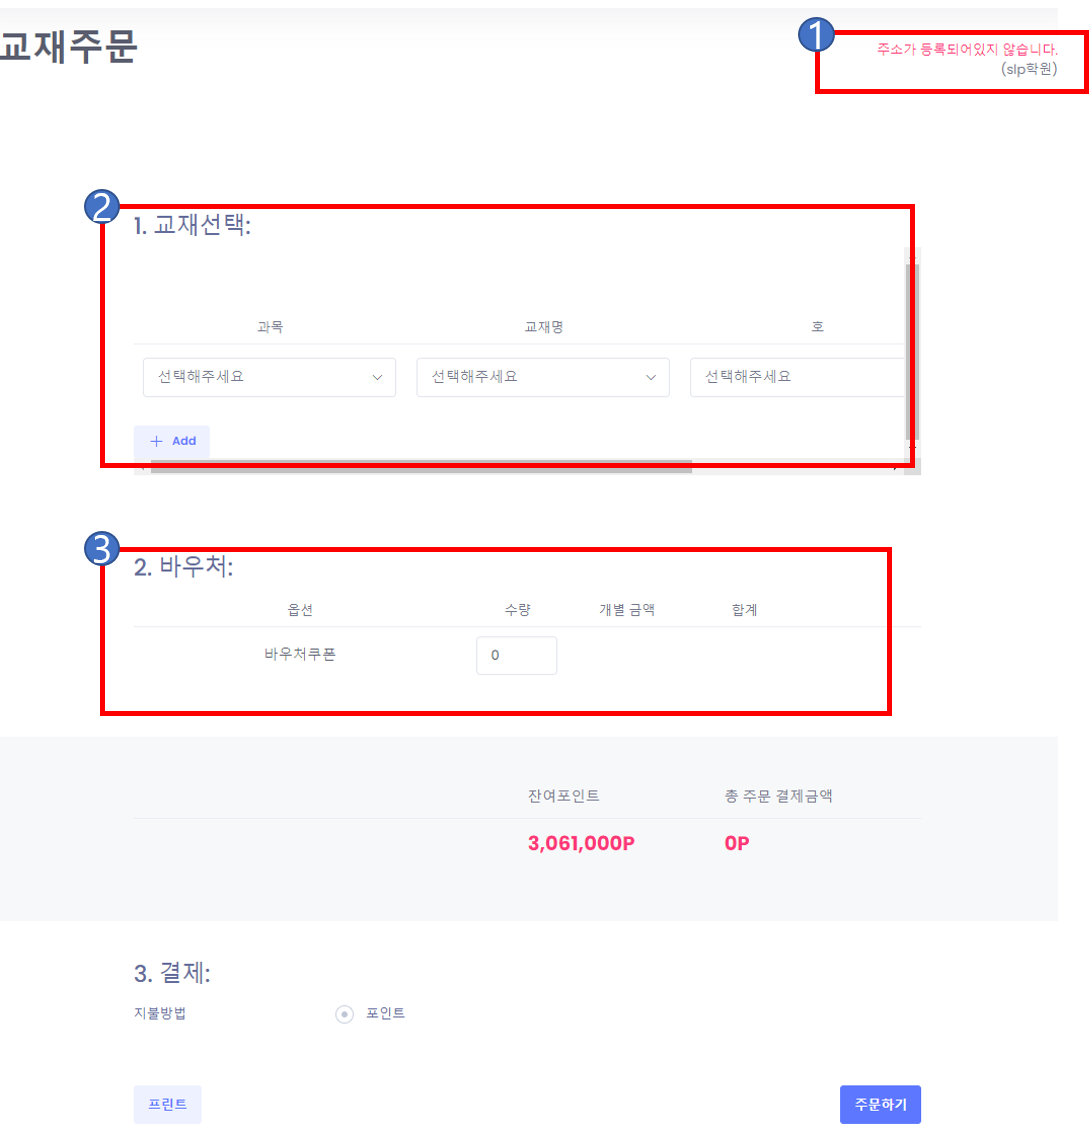 교재주문
1
주소가 등록되어있지 않습니다.
(slp학원)
2
1. 교재선택:
과목 교재명 호
선택해주세요 선택해주세요 선택해주세요
+ Add
3
2. 바우처:
옵션 수량 개별 금액 합계
바우처쿠폰 0
잔여포인트 총 주문 결제금액
3,061,000P 0P
3. 결제:
지불방법 포인트
프린트 주문하기